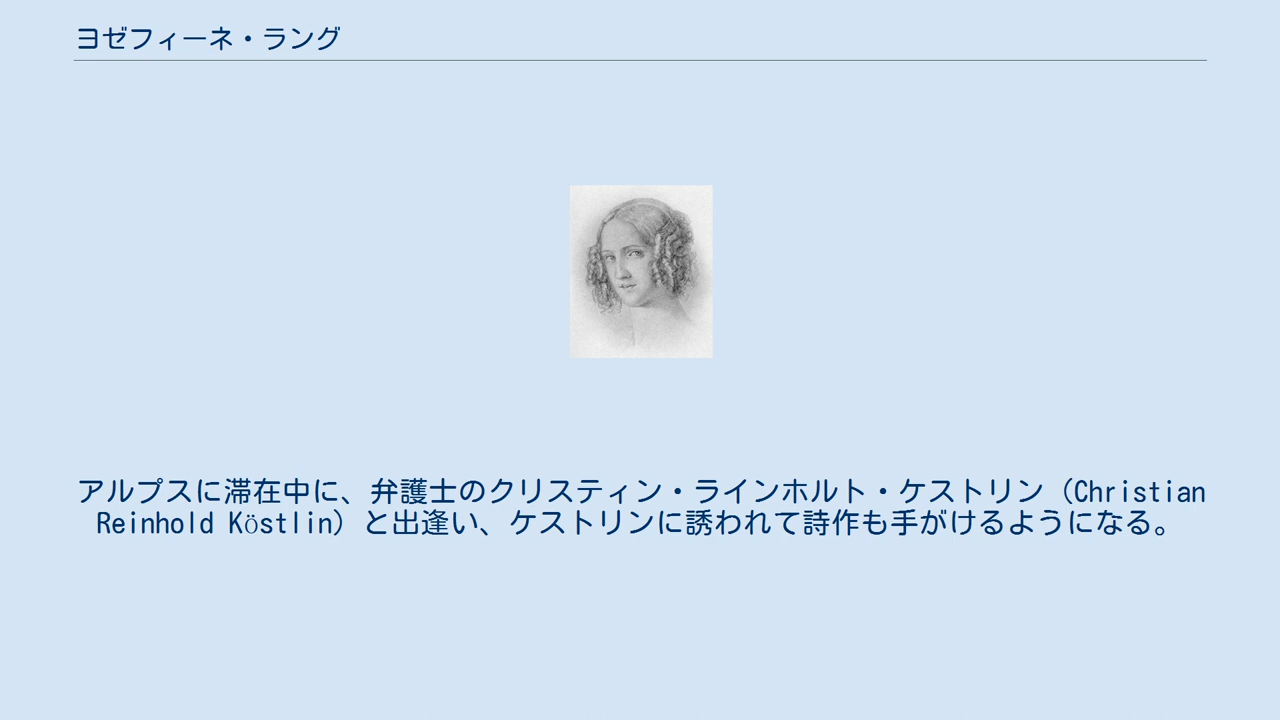 ヨゼフィーネ・ラング
アルプスに滞在中に、弁護士のクリスティン・ラインホルト・ケストリン（Christian
Reinhold Köstlin）と出逢い、ケストリンに誘われて詩作も手がけるようになる。